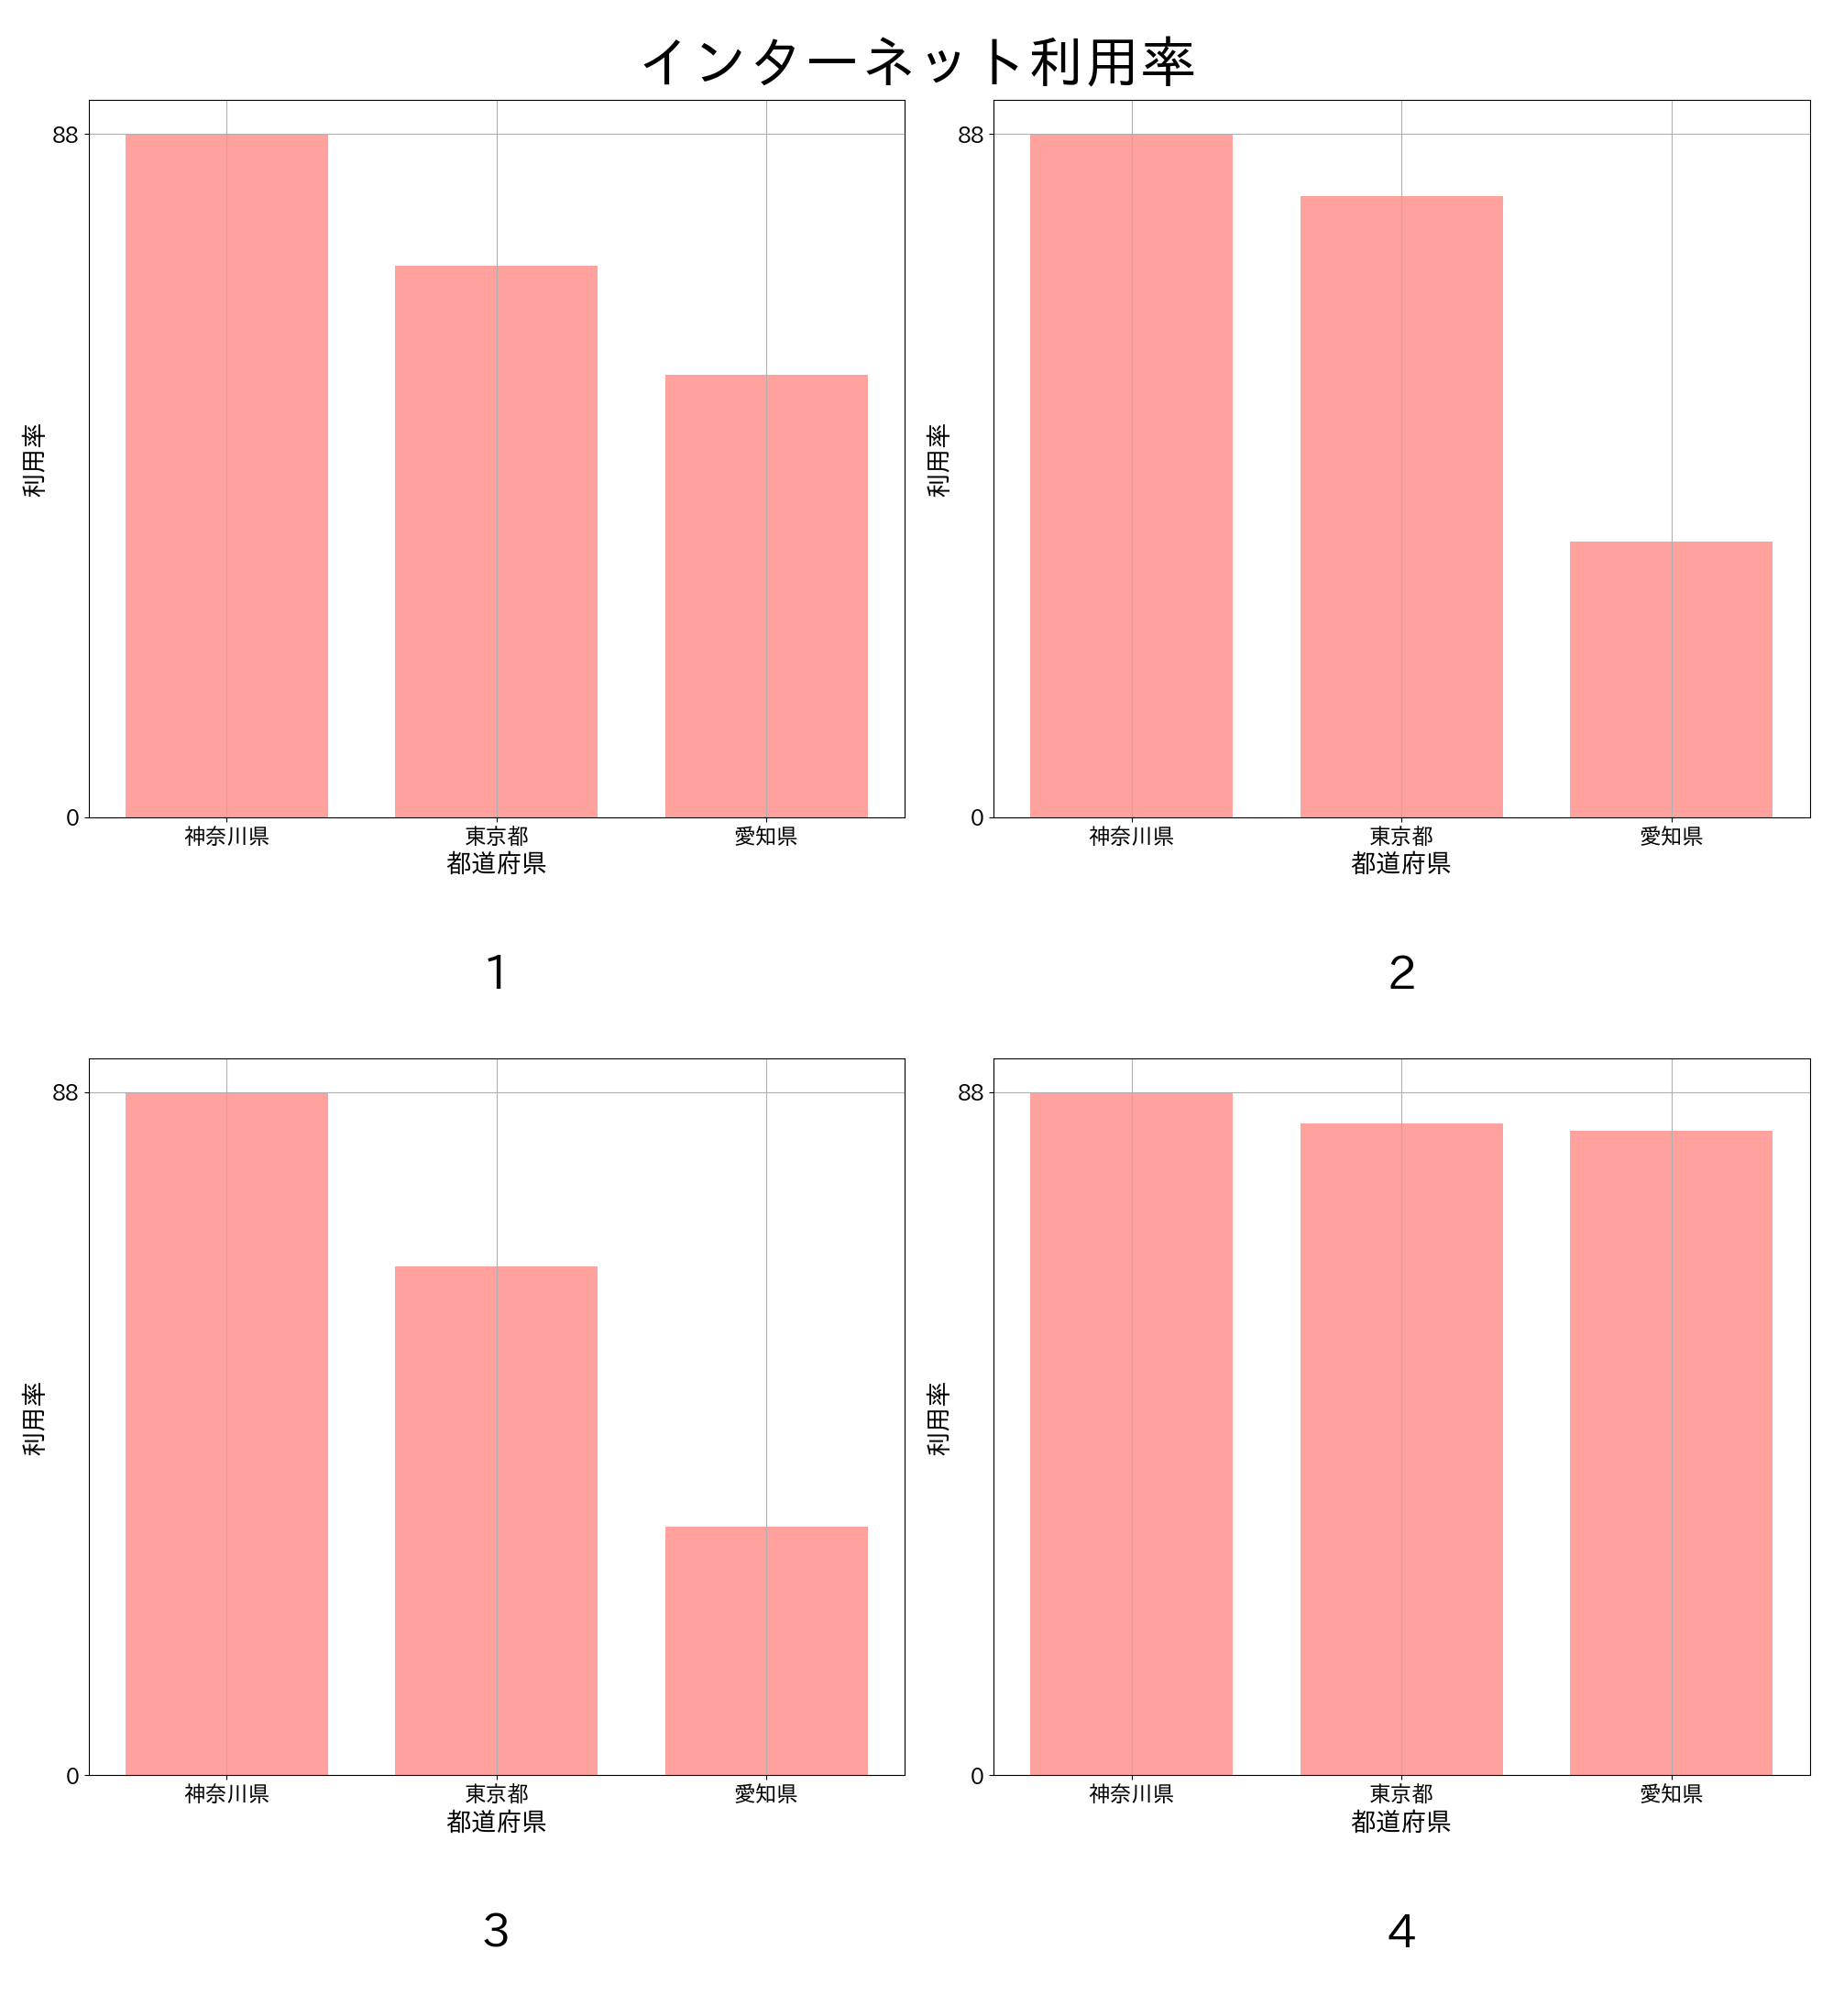 インターネット利用率
88
0
利用率
神奈川県 東京都 愛知県
都道府県
1
88
0
利用率
神奈川県 東京都 愛知県
都道府県
2
88
0
利用率
神奈川県 東京都 愛知県
都道府県
3
88
0
利用率
神奈川県 東京都 愛知県
都道府県
4